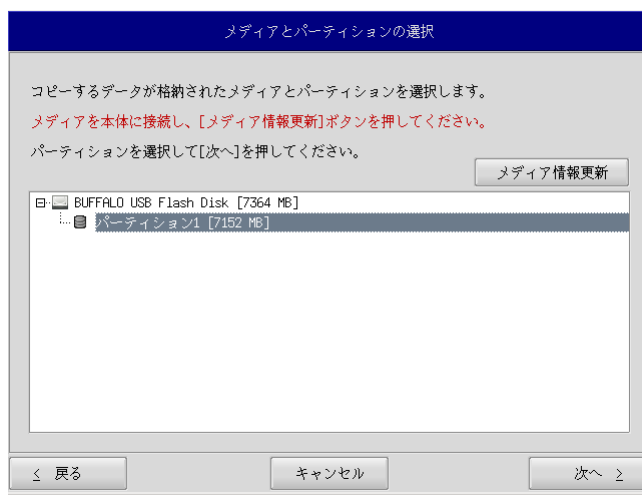 メディアとパーティションの選択
コピーするデータが格納されたメディアとパーティションを選択します。
メディアを本体に接続し、[メディア情報更新]ボタンを押してください。
パーティションを選択して[次へ]を押してください。
メディア情報更新
BUFFALO USB Flash Disk [7364 MB]
パーティション1 [7152 MB]
≤ 戻る
キャンセル
次へ ≥